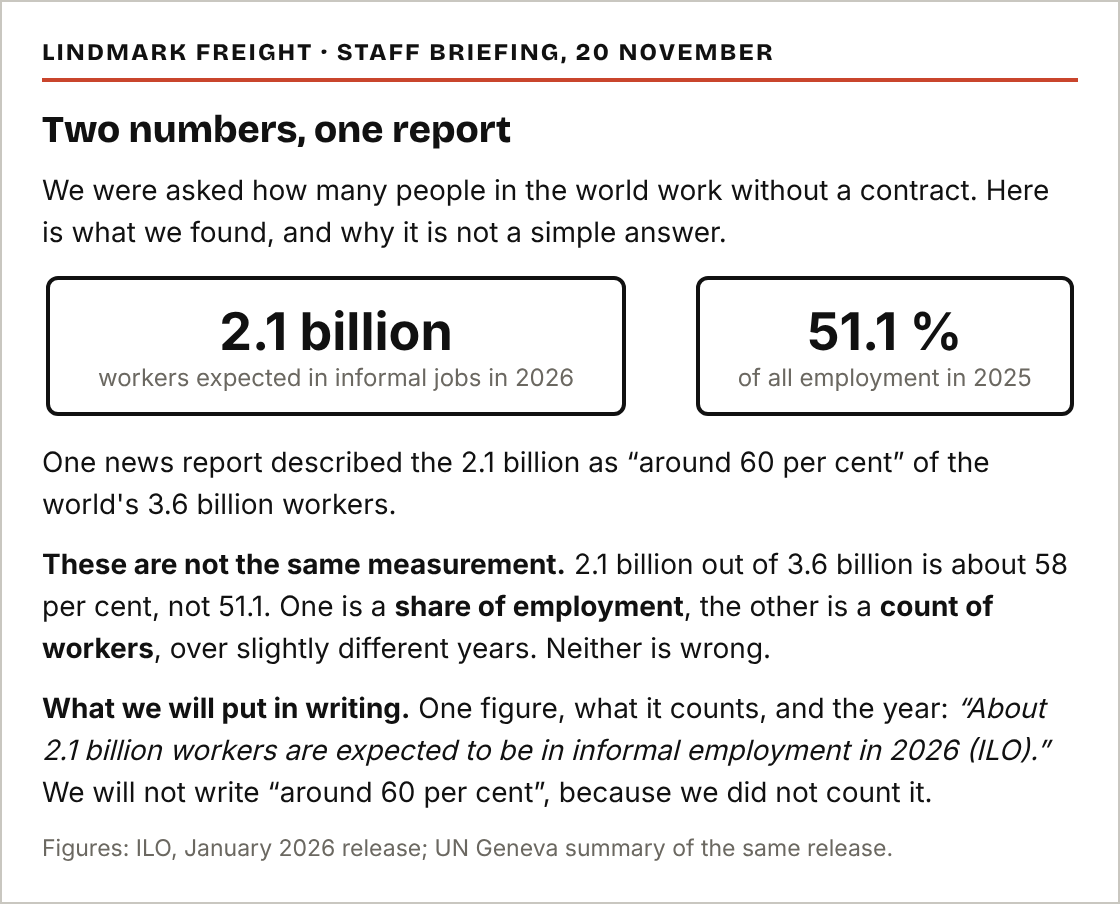 LINDMARK FREIGHT · STAFF BRIEFING, 20 NOVEMBER
Two numbers, one report
We were asked how many people in the world work without a contract. Here
is what we found, and why it is not a simple answer.
2.1 billion
workers expected in informal jobs in 2026
51.1 %
of all employment in 2025
One news report described the 2.1 billion as “around 60 per cent” of the
world's 3.6 billion workers.
These are not the same measurement. 2.1 billion out of 3.6 billion is about 58
per cent, not 51.1. One is a share of employment, the other is a count of
workers, over slightly different years. Neither is wrong.
What we will put in writing. One figure, what it counts, and the year: “About
2.1 billion workers are expected to be in informal employment in 2026 (ILO).”
We will not write “around 60 per cent”, because we did not count it.
Figures: ILO, January 2026 release; UN Geneva summary of the same release.